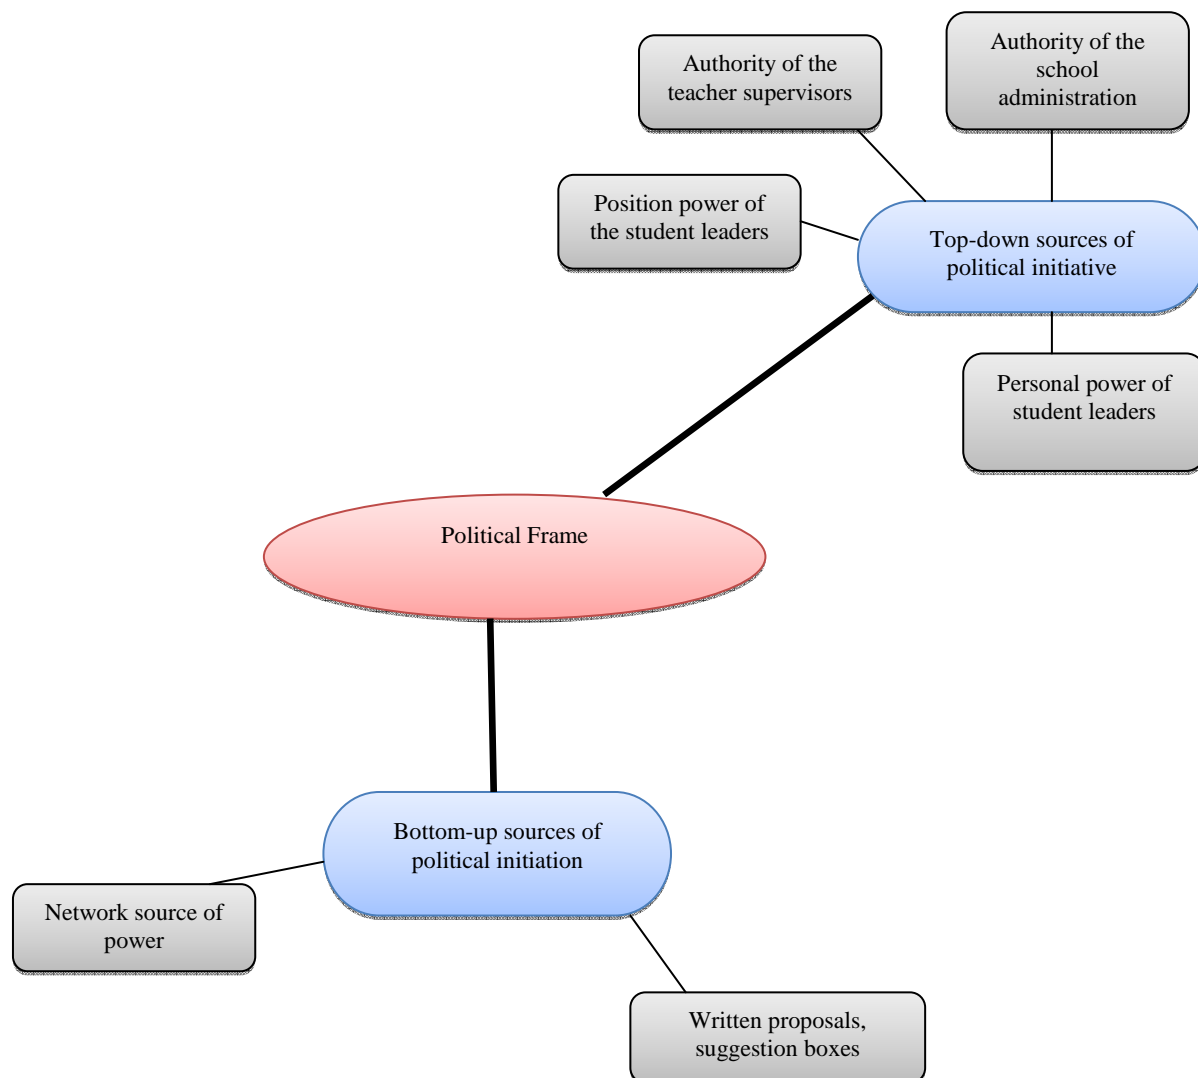 Authority of the
teacher supervisors
Authority of the
school
administration
Position power of
the student leaders
Top-down sources of
political initiative
Personal power of
student leaders
Political Frame
Bottom-up sources of
political initiation
Network source of
power
Written proposals,
suggestion boxes